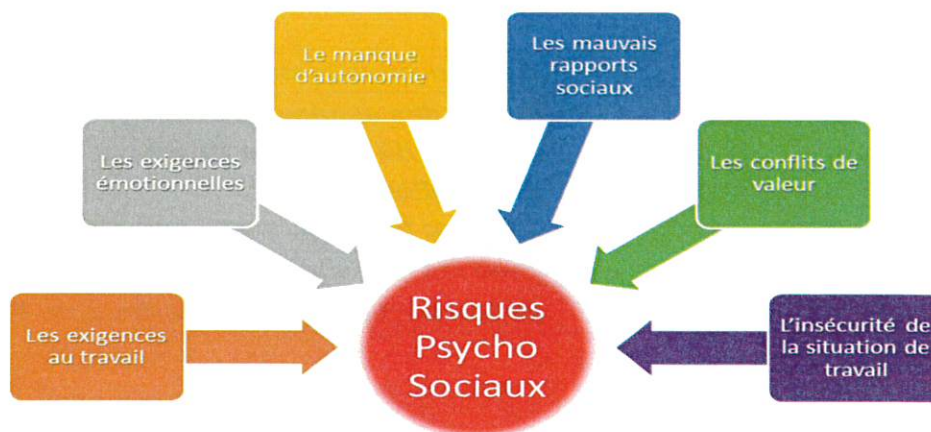 Le manque
d'autonomie
Les mauvais
rapports
sociaux
Les exigences
émotionnelles
Les conflits de
valeur
Les exigences
au travail
Risques
Psycho
Sociaux
L'insécurité de
la situation de
travail